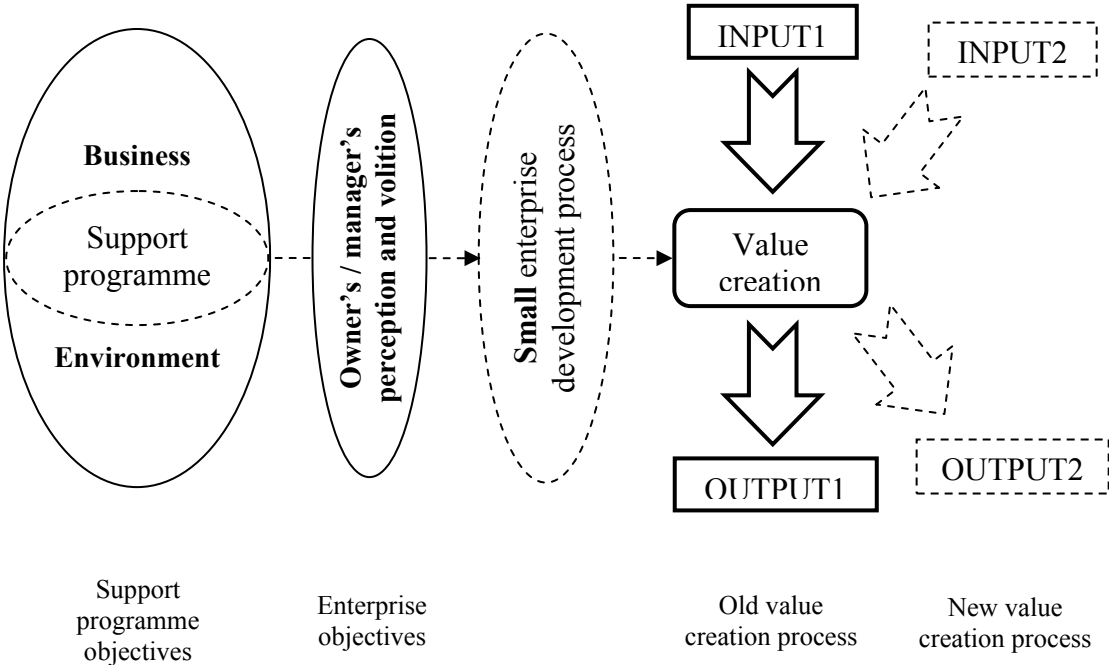 Business
Support
programme
Environment
Owner's / manager's
perception and volition
Small enterprise
development process
INPUT1
INPUT2
Value
creation
OUTPUT1
OUTPUT2
Support
programme
objectives
Enterprise
objectives
Old value
creation process
New value
creation process